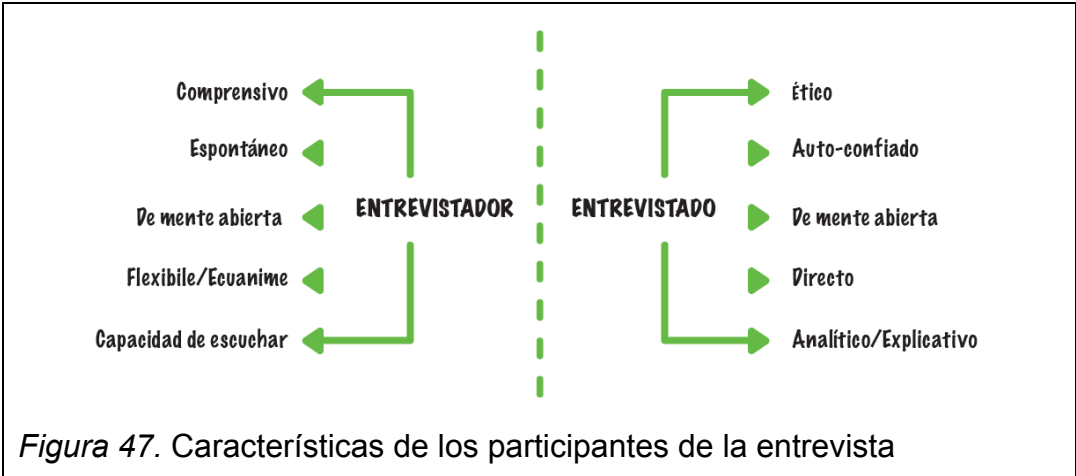 Comprensivo
Espontáneo
De mente abierta
Flexibile/Ecuanime
Capacidad de escuchar
ENTREVISTADOR
ENTREVISTADO
Ético
Auto-confiado
De mente abierta
Directo
Analítico/Explicativo
Figura 47. Características de los participantes de la entrevista